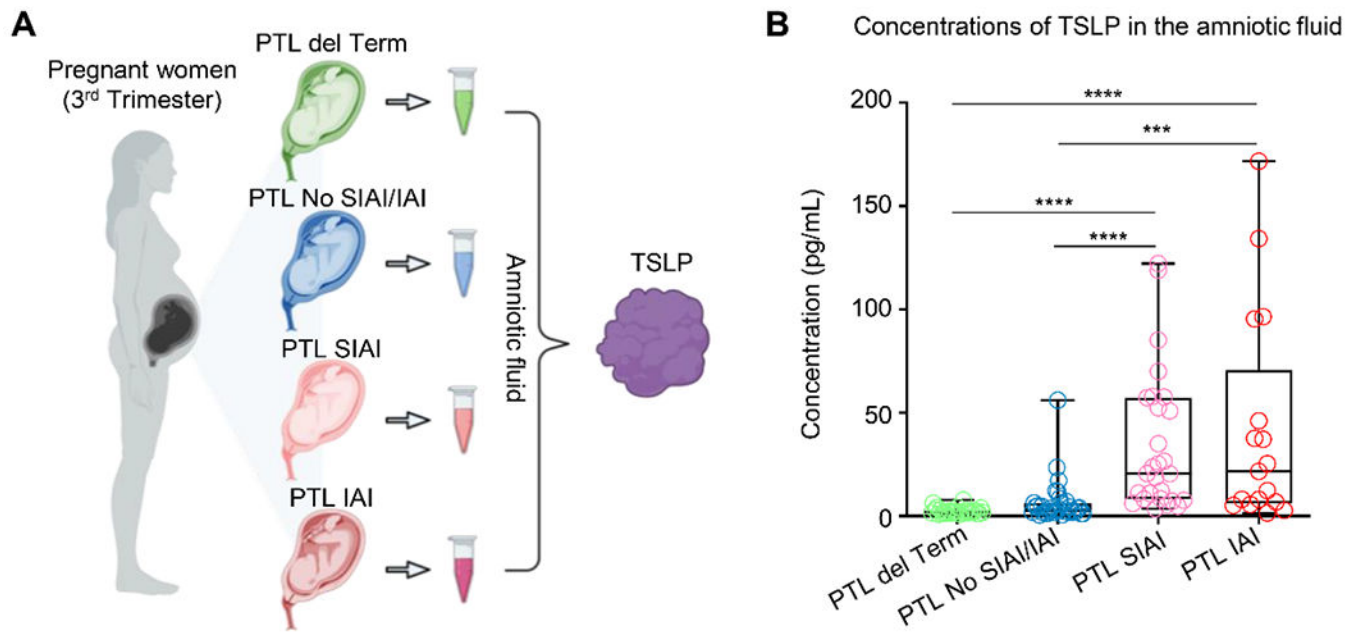 A
Pregnant women
(3rd Trimester)
PTL del Term
PTL No SIAI/IAI
PTL SIAI
PTL IAI
Amniotic fluid
TSLP
B
Concentrations of TSLP in the amniotic fluid
Concentration (pg/mL)
200
150
100
50
0
****
***
****
****
PTL del Term
PTL No SIAI/IAI
PTL SIAI
PTL IAI